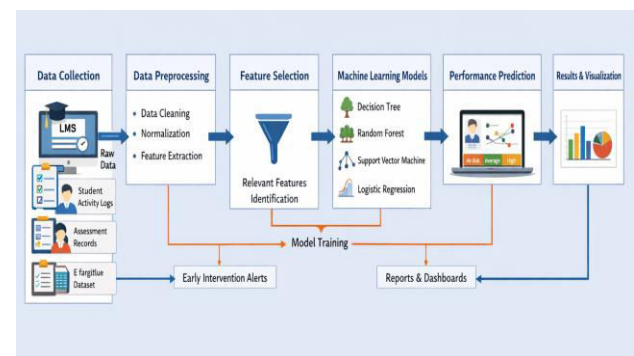 Data Collection
LMS
Raw
Data
Student
Activity Logs
Assessment
Records
E fargitlue
Dataset
Data Preprocessing
• Data Cleaning
• Normalization
• Feature Extraction
Feature Selection
Relevant Features
Identification
Machine Learning Models
Decision Tree
Random Forest
Support Vector Machine
Logistic Regression
Performance Prediction
At Risk Average High
Results & Visualization
Model Training
Early Intervention Alerts
Reports & Dashboards